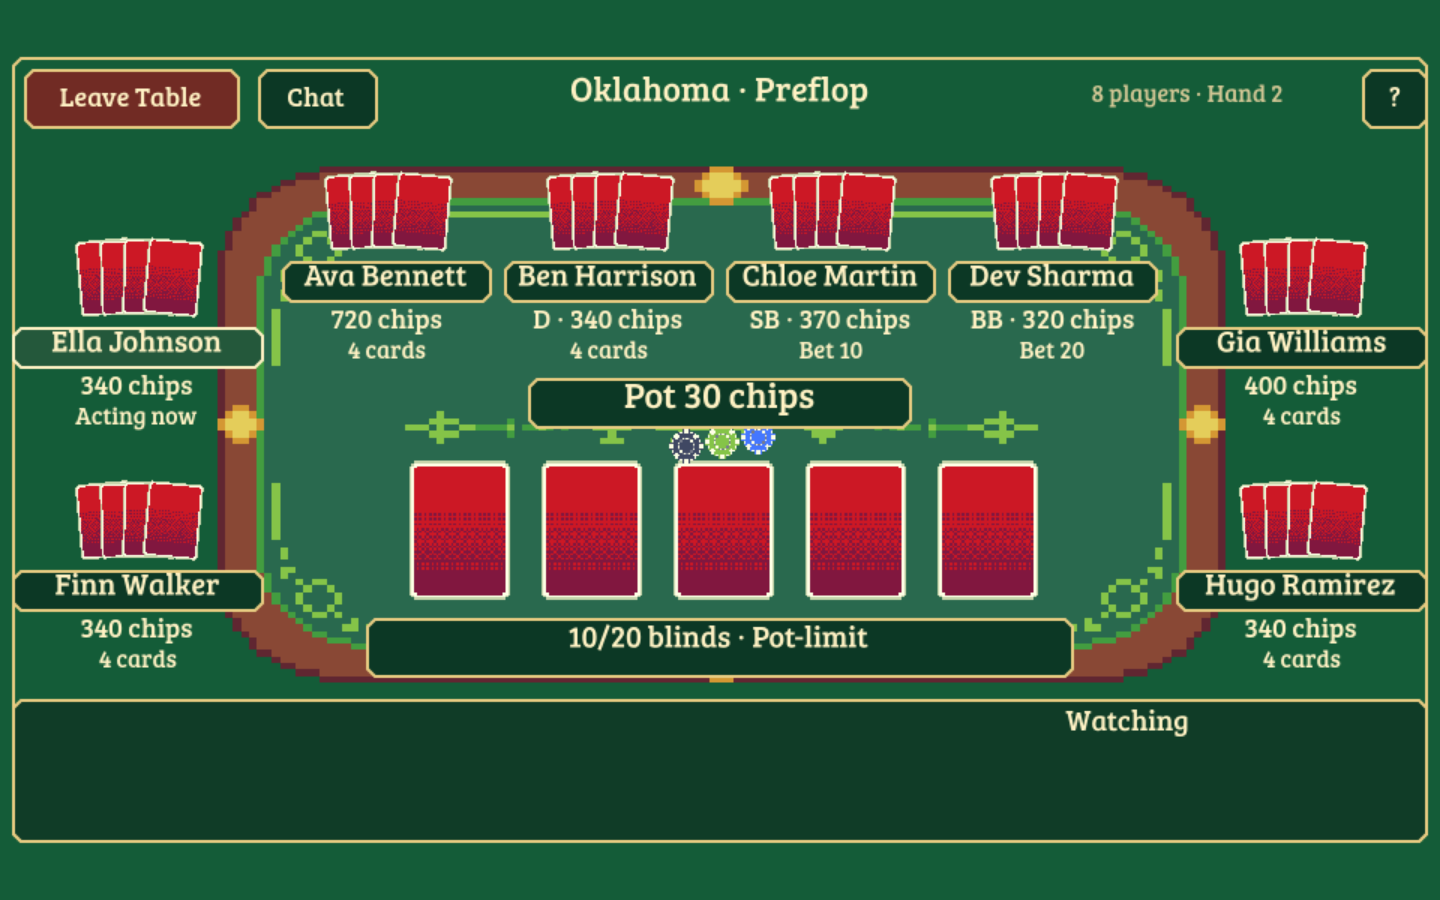 Leave Table
Chat
Oklahoma · Preflop
8 players · Hand 2
?
Ava Bennett
720 chips
4 cards
Ben Harrison
D · 340 chips
4 cards
Chloe Martin
SB · 370 chips
Bet 10
Dev Sharma
BB · 320 chips
Bet 20
Ella Johnson
340 chips
Acting now
Gia Williams
400 chips
4 cards
Pot 30 chips
Finn Walker
340 chips
4 cards
Hugo Ramirez
340 chips
4 cards
10/20 blinds · Pot-limit
Watching